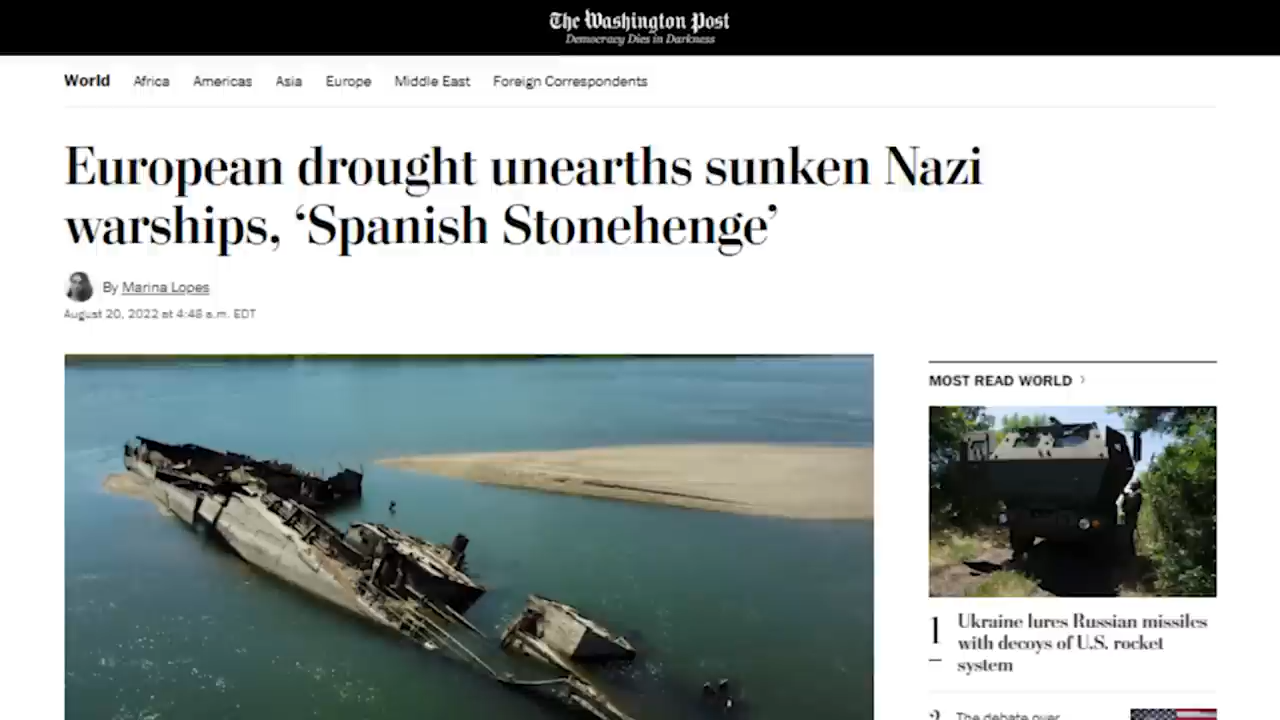 The Washington Post
Democracy Dies in Darkness
World Africa Americas Asia Europe Middle East Foreign Correspondents
European drought unearths sunken Nazi
warships, ‘Spanish Stonehenge’
By Marina Lopes
August 20, 2022 at 4:48 a.m. EDT
MOST READ WORLD ›
1 Ukraine lures Russian missiles
with decoys of U.S. rocket
system
2 The debate over